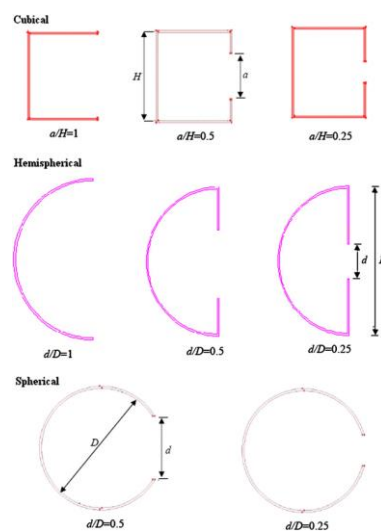 Cubical
H
a
a/H=1
a/H=0.5
a/H=0.25
Hemispherical
d
d/D=1
d/D=0.5
d/D=0.25
Spherical
D
d
d/D=0.5
d/D=0.25